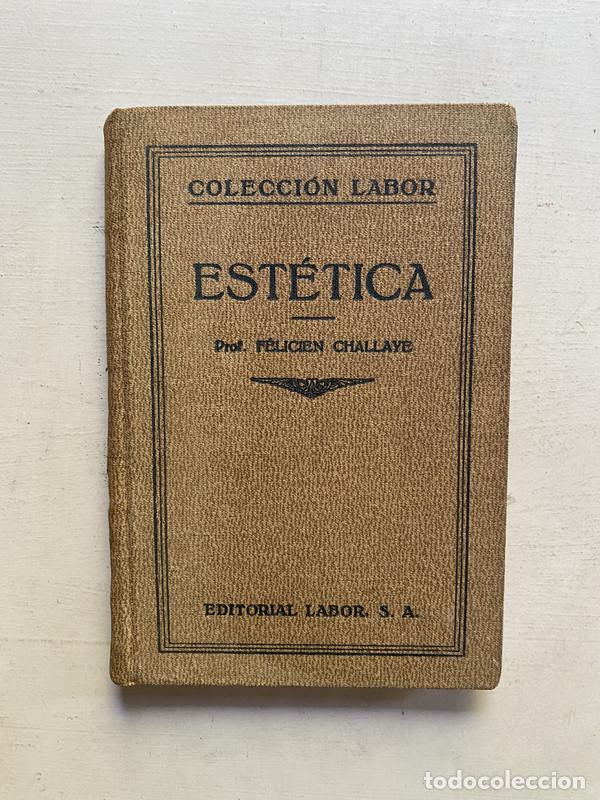 COLECCIÓN LABOR
ESTÉTICA
Prof. FÉLICIEN CHALLAYE
EDITORIAL LABOR. S. A.
todocoleccion